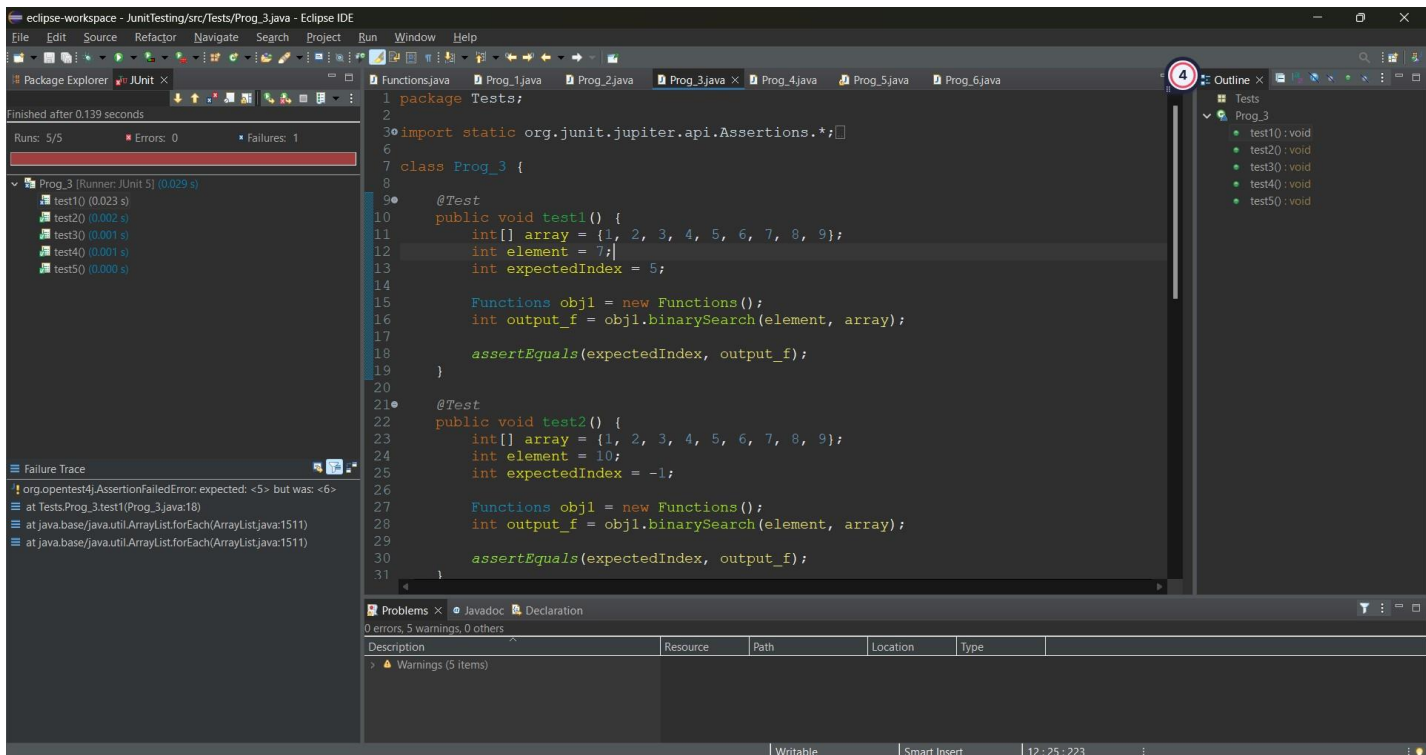 eclipse-workspace - JunitTesting/src/Tests/Prog_3.java - Eclipse IDE
File Edit Source Refactor Navigate Search Project Run Window Help
Package Explorer JUnit
Finished after 0.139 seconds
Runs: 5/5 Errors: 0 Failures: 1
Prog_3 [Runner: JUnit 5] (0.029 s)
test1() (0.023 s)
test2() (0.002 s)
test3() (0.001 s)
test4() (0.001 s)
test5() (0.000 s)
Failure Trace
org.opentest4j.AssertionFailedError: expected: <5> but was: <6>
at Tests.Prog_3.test1(Prog_3.java:18)
at java.base/java.util.ArrayList.forEach(ArrayList.java:1511)
at java.base/java.util.ArrayList.forEach(ArrayList.java:1511)
Functions.java Prog_1.java Prog_2.java Prog_3.java Prog_4.java Prog_5.java Prog_6.java
1 package Tests;
2
3 import static org.junit.jupiter.api.Assertions.*;
6
7 class Prog_3 {
8
9 @Test
10 public void test1() {
11 int[] array = {1, 2, 3, 4, 5, 6, 7, 8, 9};
12 int element = 7;
13 int expectedIndex = 5;
14
15 Functions obj1 = new Functions();
16 int output_f = obj1.binarySearch(element, array);
17
18 assertEquals(expectedIndex, output_f);
19 }
20
21 @Test
22 public void test2() {
23 int[] array = {1, 2, 3, 4, 5, 6, 7, 8, 9};
24 int element = 10;
25 int expectedIndex = -1;
26
27 Functions obj1 = new Functions();
28 int output_f = obj1.binarySearch(element, array);
29
30 assertEquals(expectedIndex, output_f);
31 }
4
Outline
Tests
Prog_3
test1() : void
test2() : void
test3() : void
test4() : void
test5() : void
Problems Javadoc Declaration
0 errors, 5 warnings, 0 others
Description Resource Path Location Type
Warnings (5 items)
Writable Smart Insert 12 : 25 : 223